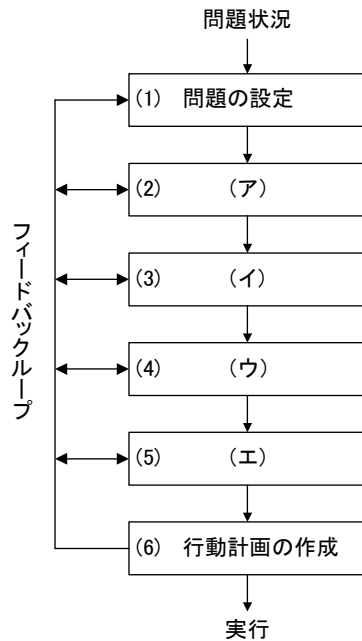 問題状況
(1) 問題の設定
(2) (ア)
(3) (イ)
(4) (ウ)
(5) (エ)
(6) 行動計画の作成
実行
フィードバックループ